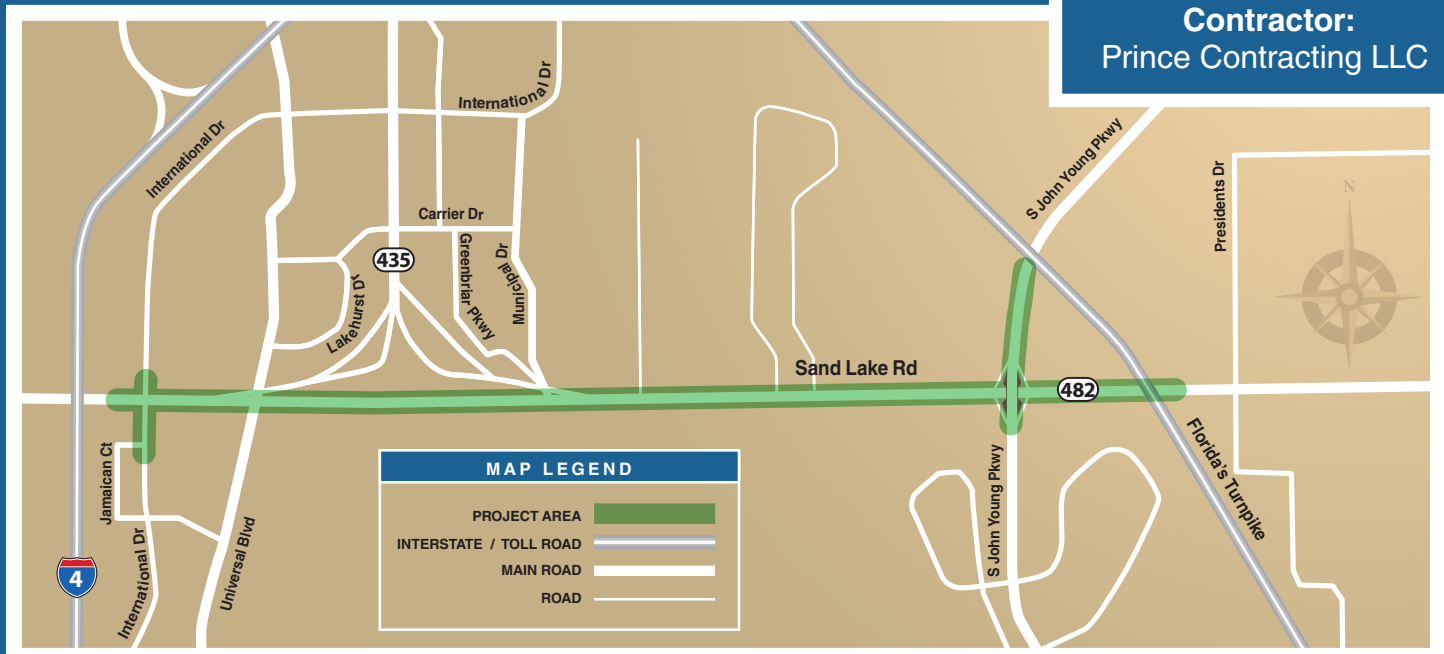 Contractor:
Prince Contracting LLC
International Dr
International Dr
S John Young Pkwy
Presidents Dr
N
Carrier Dr
435
Greenbriar Pkwy
Municipal Dr
Lakehurst Dr
Sand Lake Rd
482
Jamaican Ct
International Dr
Universal Blvd
4
S John Young Pkwy
Florida's Turnpike
MAP LEGEND
PROJECT AREA
INTERSTATE / TOLL ROAD
MAIN ROAD
ROAD